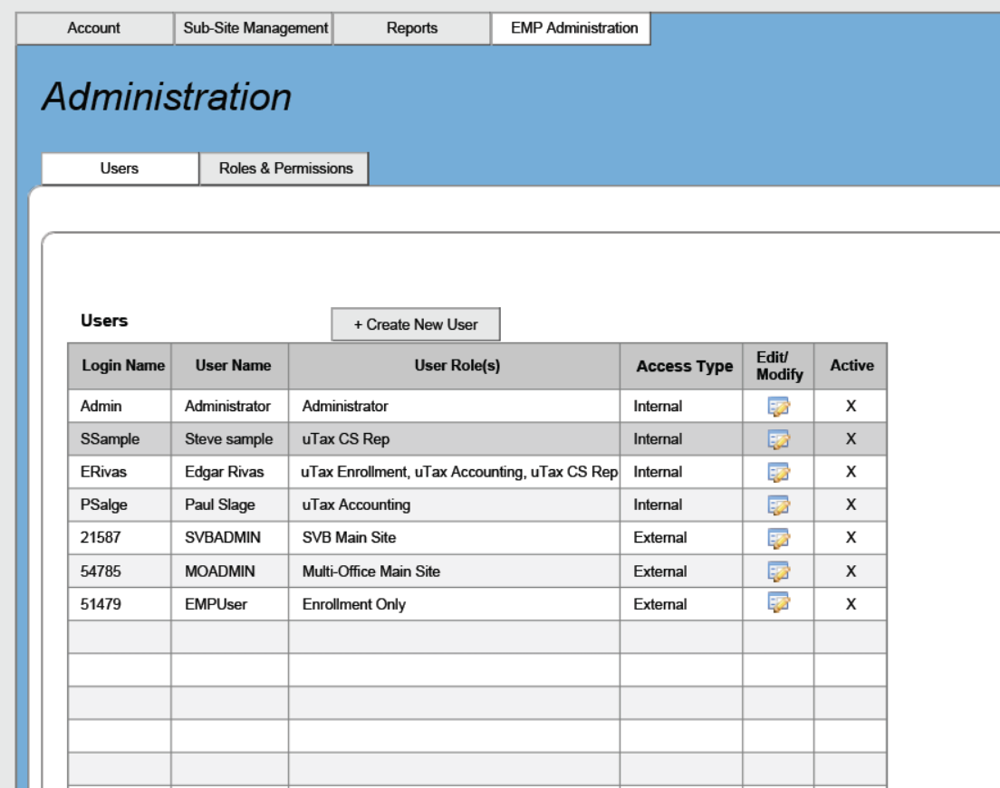 Account Sub-Site Management Reports EMP Administration
Administration
Users Roles & Permissions
Users + Create New User
Login Name User Name User Role(s) Access Type Edit/ Modify Active
Admin Administrator Administrator Internal X
SSample Steve sample uTax CS Rep Internal X
ERivas Edgar Rivas uTax Enrollment, uTax Accounting, uTax CS Rep Internal X
PSalge Paul Slage uTax Accounting Internal X
21587 SVBADMIN SVB Main Site External X
54785 MOADMIN Multi-Office Main Site External X
51479 EMPUser Enrollment Only External X